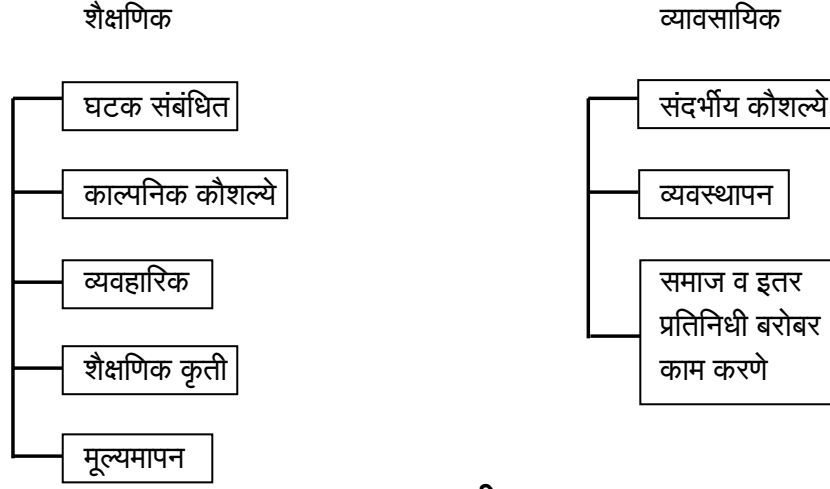 शैक्षणिक
घटक संबंधित
काल्पनिक कौशल्ये
व्यवहारिक
शैक्षणिक कृती
मूल्यमापन
व्यावसायिक
संदर्भीय कौशल्ये
व्यवस्थापन
समाज व इतर
प्रतिनिधी बरोबर
काम करणे